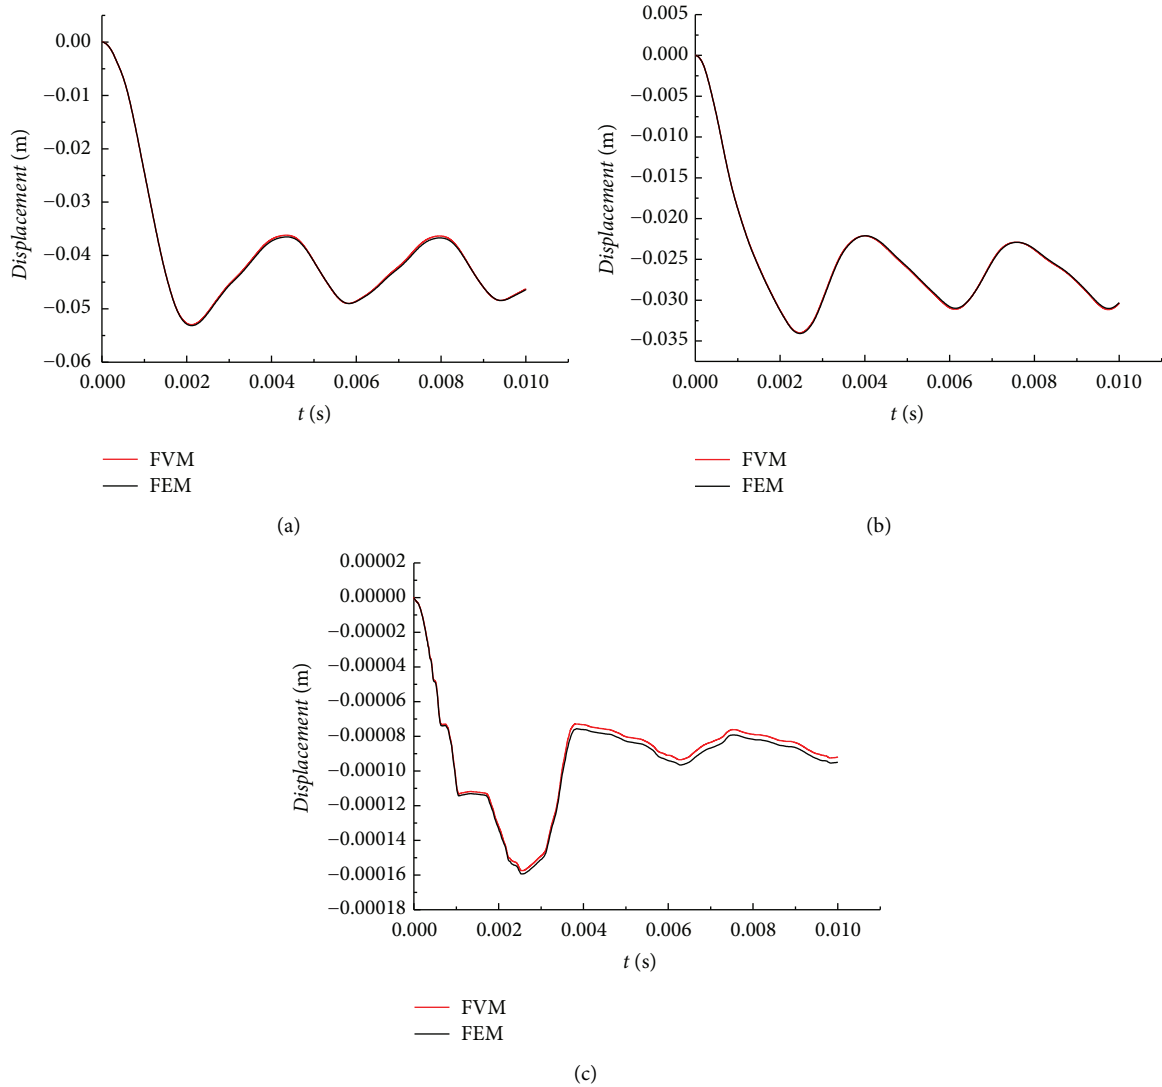 0.00
−0.01
−0.02
−0.03
−0.04
−0.05
−0.06
Displacement (m)
0.000 0.002 0.004 0.006 0.008 0.010
t (s)
FVM
FEM
(a)
0.005
0.000
−0.005
−0.010
−0.015
−0.020
−0.025
−0.030
−0.035
Displacement (m)
0.000 0.002 0.004 0.006 0.008 0.010
t (s)
FVM
FEM
(b)
0.00002
0.00000
−0.00002
−0.00004
−0.00006
−0.00008
−0.00010
−0.00012
−0.00014
−0.00016
−0.00018
Displacement (m)
0.000 0.002 0.004 0.006 0.008 0.010
t (s)
FVM
FEM
(c)